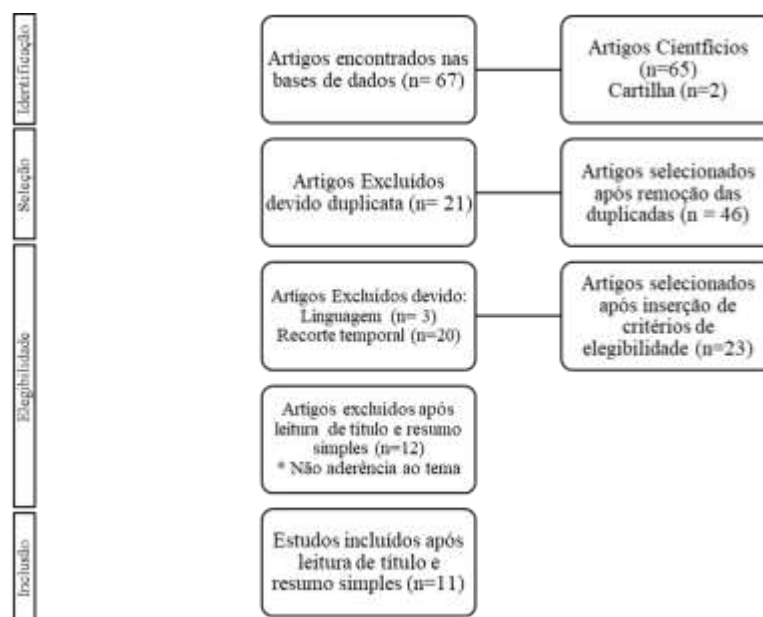 Identificação
Artigos encontrados nas
bases de dados (n= 67)
Artigos Científicios
(n=65)
Cartilha (n=2)
Seleção
Artigos Excluídos
devido duplicata (n= 21)
Artigos selecionados
após remoção das
duplicadas (n = 46)
Elegibilidade
Artigos Excluídos devido:
Linguagem (n= 3)
Recorte temporal (n=20)
Artigos selecionados
após inserção de
critérios de
elegibilidade (n=23)
Artigos excluídos após
leitura de título e resumo
simples (n=12)
* Não aderência ao tema
Inclusão
Estudos incluídos após
leitura de título e
resumo simples (n=11)